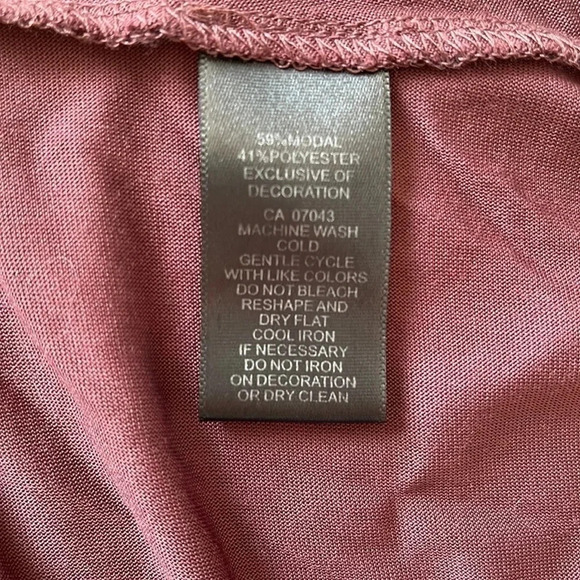 59%MODAL
41%POLYESTER
EXCLUSIVE OF
DECORATION
CA 07043
MACHINE WASH
COLD
GENTLE CYCLE
WITH LIKE COLORS
DO NOT BLEACH
RESHAPE AND
DRY FLAT
COOL IRON
IF NECESSARY
DO NOT IRON
ON DECORATION
OR DRY CLEAN